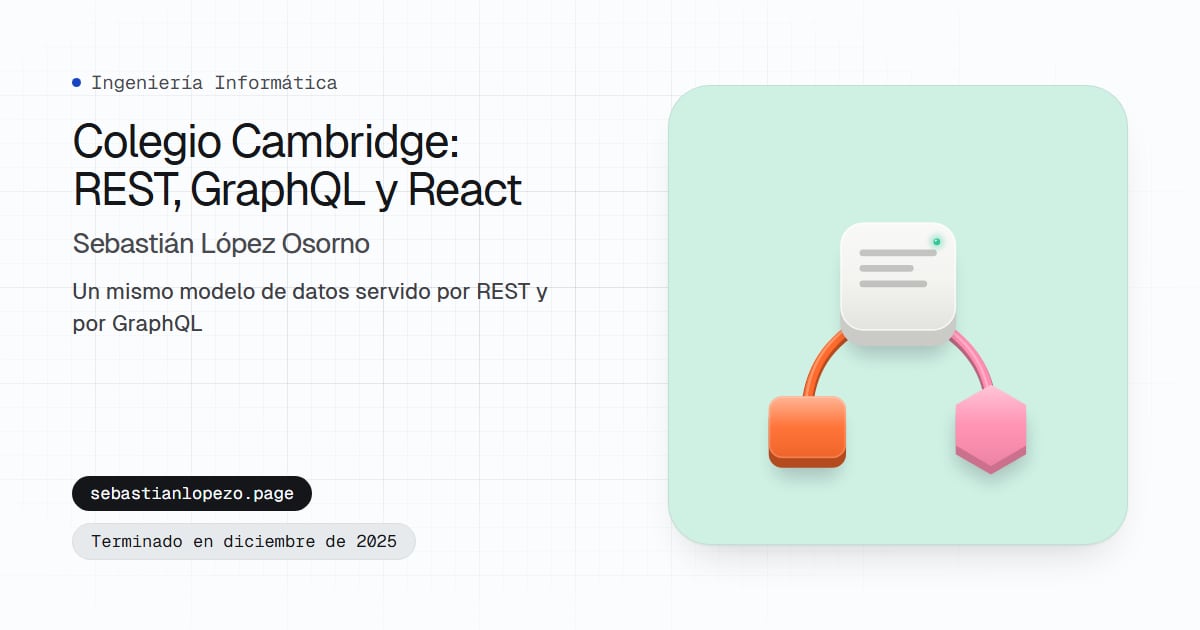 Ingeniería Informática
Colegio Cambridge:
REST, GraphQL y React
Sebastián López Osorno
Un mismo modelo de datos servido por REST y
por GraphQL
sebastianlopezo.page
Terminado en diciembre de 2025